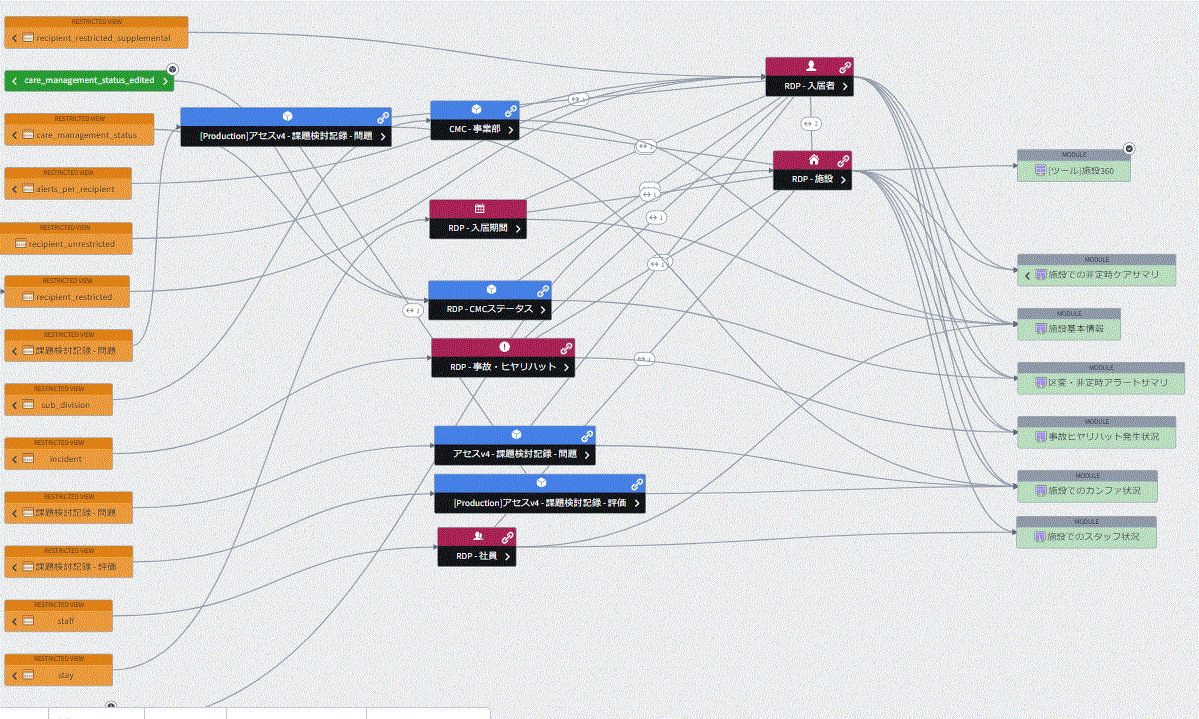 RESTRICTED VIEW
recipient_restricted_supplemental
care_management_status_edited
RESTRICTED VIEW
care_management_status
RESTRICTED VIEW
alerts_per_recipient
RESTRICTED VIEW
recipient_unrestricted
RESTRICTED VIEW
recipient_restricted
RESTRICTED VIEW
課題検討記録 - 問題
RESTRICTED VIEW
sub_division
RESTRICTED VIEW
incident
RESTRICTED VIEW
課題検討記録 - 問題
RESTRICTED VIEW
課題検討記録 - 評価
RESTRICTED VIEW
staff
RESTRICTED VIEW
stay
[Production]アセスv4 - 課題検討記録 - 問題
CMC - 事業部
RDP - 入居期間
RDP - CMCステータス
RDP - 事故・ヒヤリハット
アセスv4 - 課題検討記録 - 問題
[Production]アセスv4 - 課題検討記録 - 評価
RDP - 社員
RDP - 入居者
2
RDP - 施設
1
1
1
1
1
MODULE
[ツール]施設360
MODULE
施設での非定時ケアサマリ
MODULE
施設基本情報
MODULE
区変・非定時アラートサマリ
MODULE
事故ヒヤリハット発生状況
MODULE
施設でのカンファ状況
MODULE
施設でのスタッフ状況